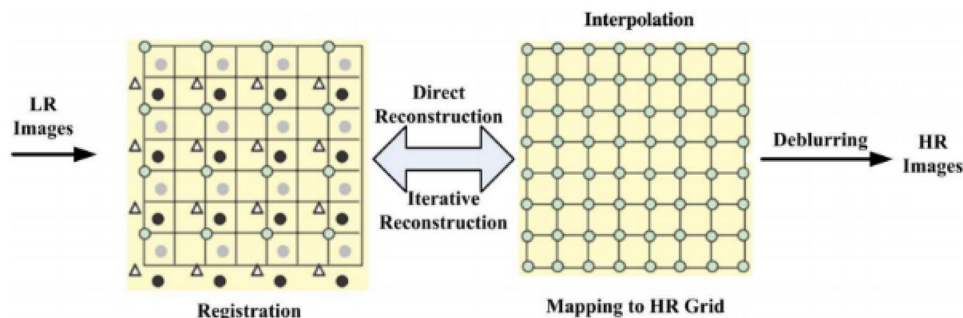 Interpolation
LR
Images
Direct
Reconstruction
Iterative
Reconstruction
Deblurring
HR
Images
Registration
Mapping to HR Grid